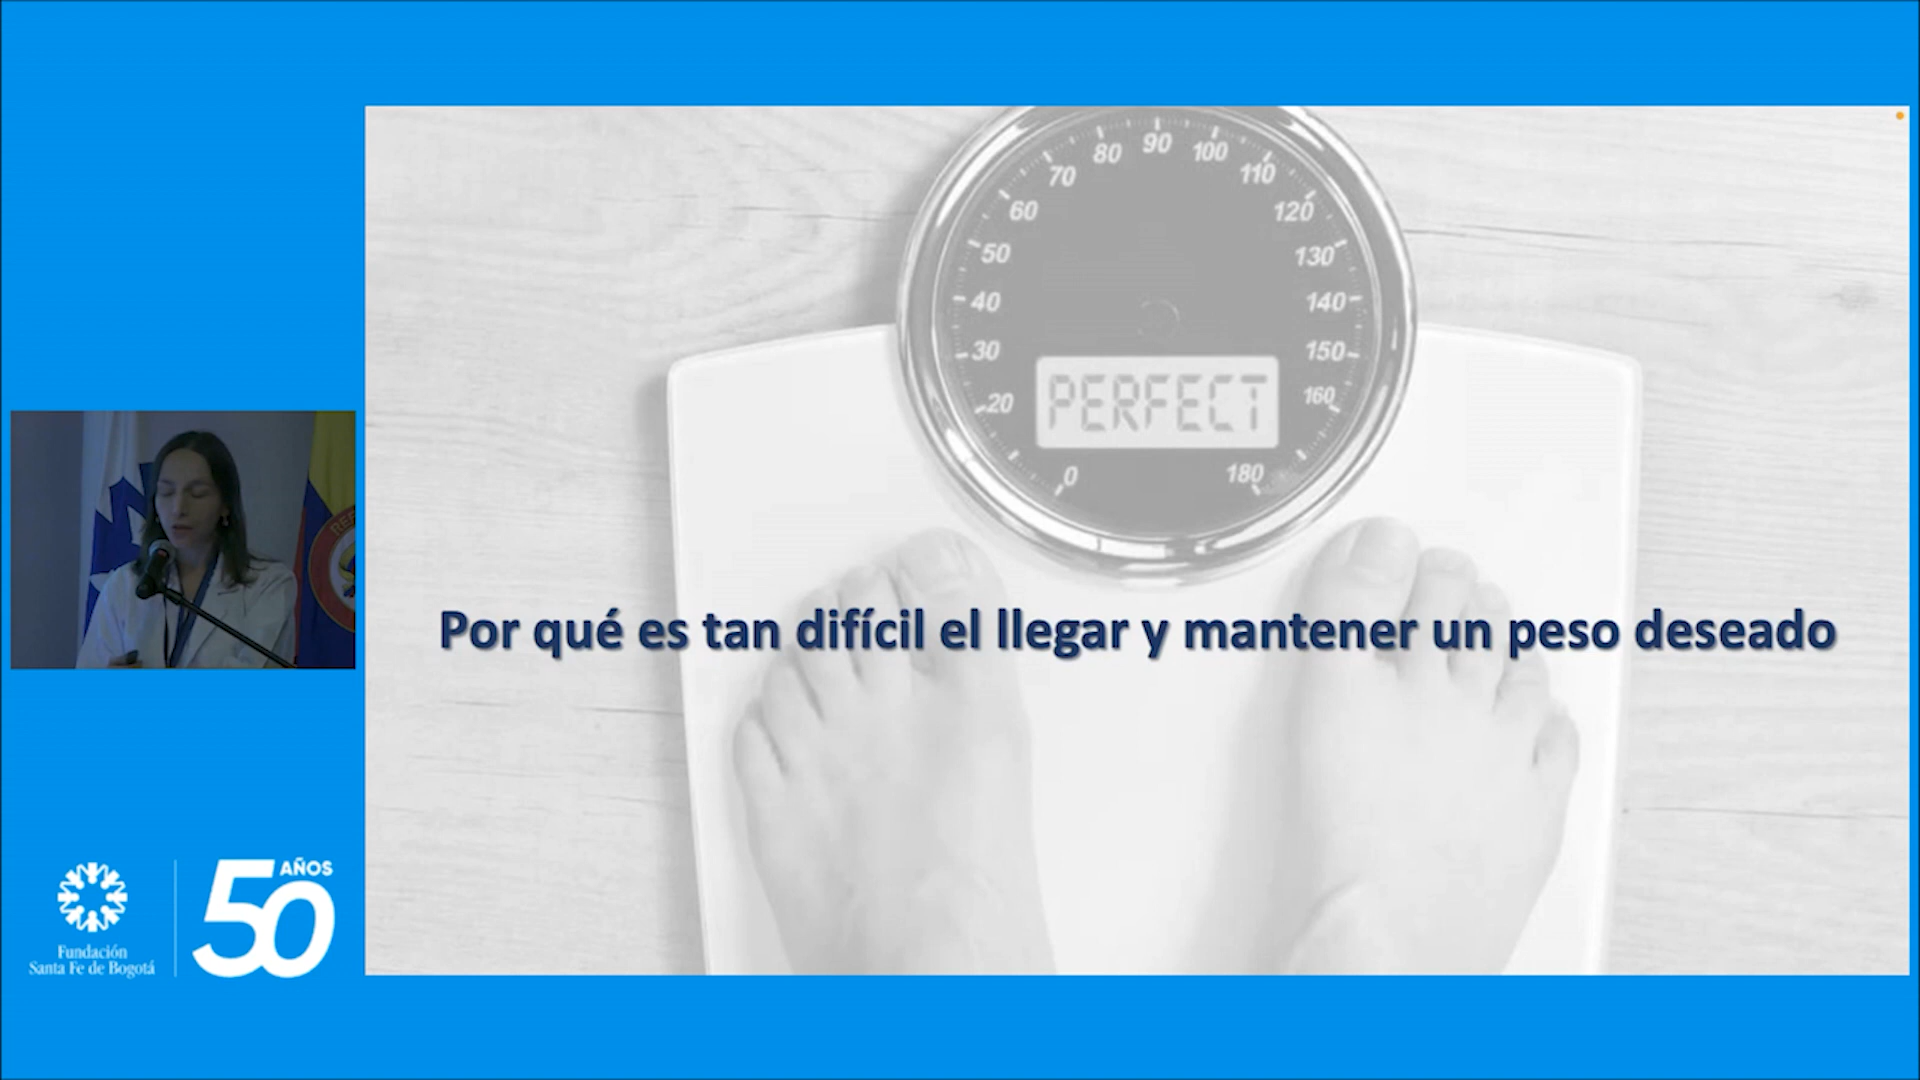 80 90 100
70 110
60 120
50 130
40 140
30 150
20 160
PERFECT
0 180
Por qué es tan difícil el llegar y mantener un peso deseado
Fundación
Santa Fe de Bogotá
50 AÑOS